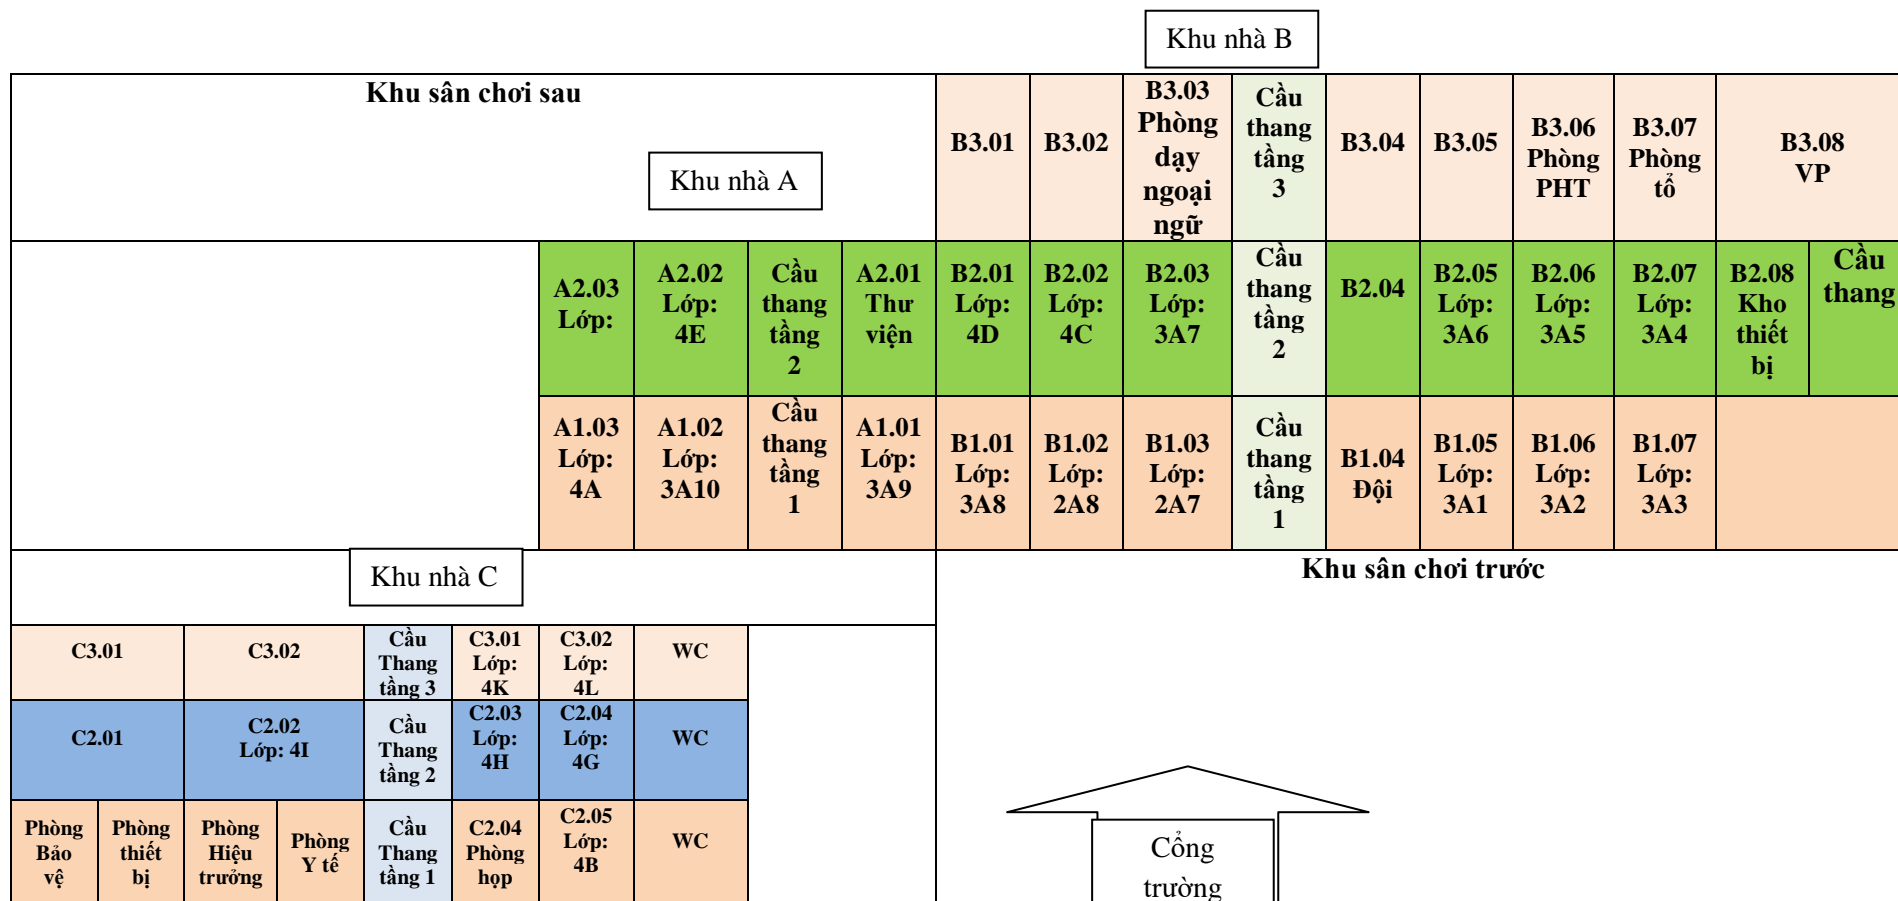 Khu nhà B
Khu sân chơi sau
Khu nhà A
B3.01
B3.02
B3.03
Phòng
dạy
ngoại
ngữ
Cầu
thang
tầng
3
B3.04
B3.05
B3.06
Phòng
PHT
B3.07
Phòng
tổ
B3.08
VP
A2.03
Lớp:
A2.02
Lớp:
4E
Cầu
thang
tầng
2
A2.01
Thư
viện
B2.01
Lớp:
4D
B2.02
Lớp:
4C
B2.03
Lớp:
3A7
Cầu
thang
tầng
2
B2.04
B2.05
Lớp:
3A6
B2.06
Lớp:
3A5
B2.07
Lớp:
3A4
B2.08
Kho
thiết
bị
Cầu
thang
A1.03
Lớp:
4A
A1.02
Lớp:
3A10
Cầu
thang
tầng
1
A1.01
Lớp:
3A9
B1.01
Lớp:
3A8
B1.02
Lớp:
2A8
B1.03
Lớp:
2A7
Cầu
thang
tầng
1
B1.04
Đội
B1.05
Lớp:
3A1
B1.06
Lớp:
3A2
B1.07
Lớp:
3A3
Khu nhà C
Khu sân chơi trước
C3.01
C3.02
Cầu
Thang
tầng 3
C3.01
Lớp:
4K
C3.02
Lớp:
4L
WC
C2.01
C2.02
Lớp: 4I
Cầu
Thang
tầng 2
C2.03
Lớp:
4H
C2.04
Lớp:
4G
WC
Phòng
Bảo
vệ
Phòng
thiết
bị
Phòng
Hiệu
trưởng
Phòng
Y tế
Cầu
Thang
tầng 1
C2.04
Phòng
họp
C2.05
Lớp:
4B
WC
Cổng
trường